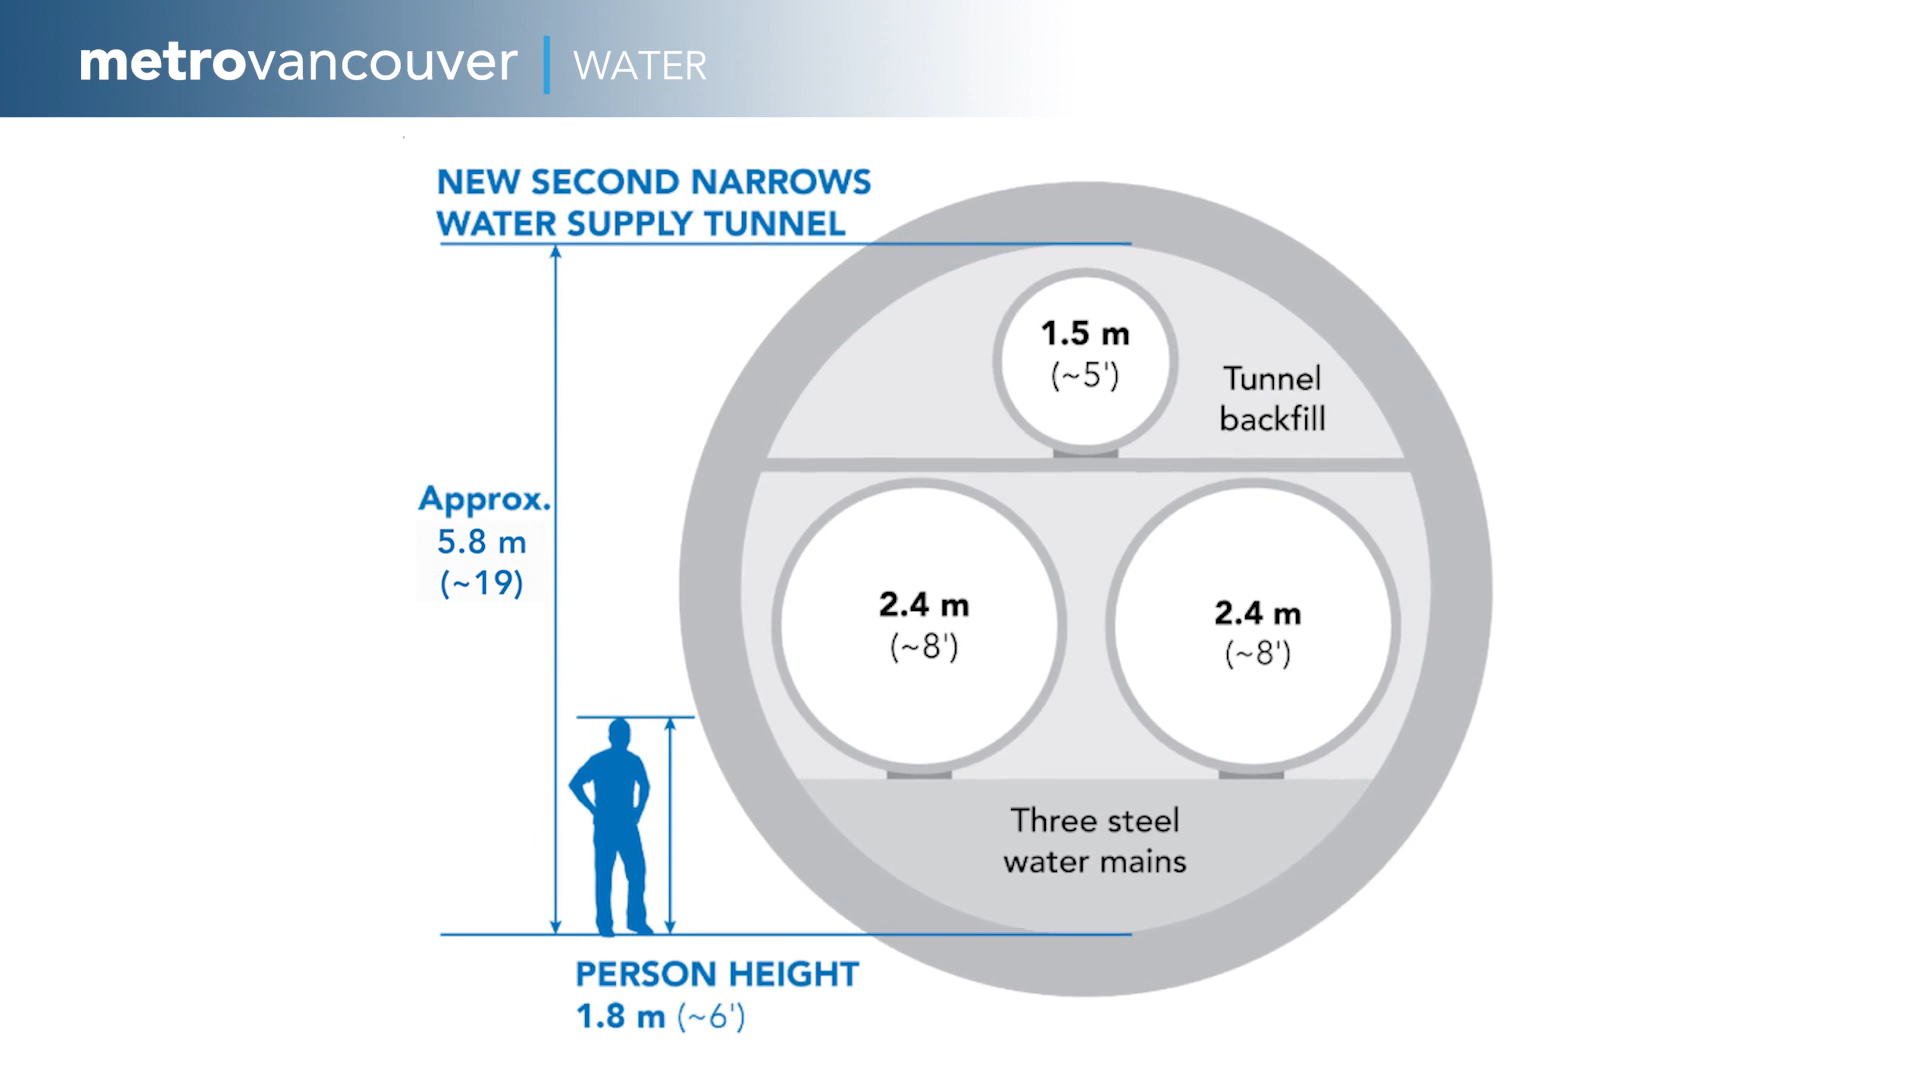 metrovancouver | WATER
NEW SECOND NARROWS
WATER SUPPLY TUNNEL
1.5 m
(~5')
Tunnel
backfill
Approx.
5.8 m
(~19)
2.4 m
(~8')
2.4 m
(~8')
Three steel
water mains
PERSON HEIGHT
1.8 m (~6')